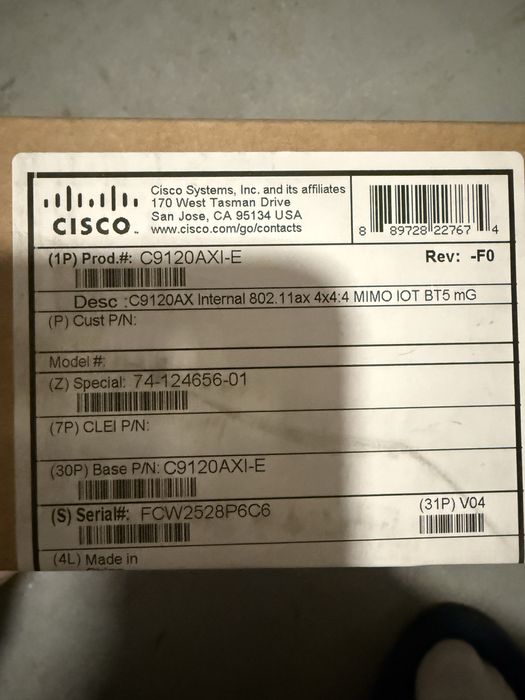 CISCO
Cisco Systems, Inc. and its affiliates
170 West Tasman Drive
San Jose, CA 95134 USA
www.cisco.com/go/contacts
8 89728 22767 4
(1P) Prod.#: C9120AXI-E
Rev: -F0
Desc :C9120AX Internal 802.11ax 4x4:4 MIMO IOT BT5 mG
(P) Cust P/N:
Model #:
(Z) Special: 74-124656-01
(7P) CLEI P/N:
(30P) Base P/N: C9120AXI-E
(S) Serial#: FCW2528P6C6
(31P) V04
(4L) Made in